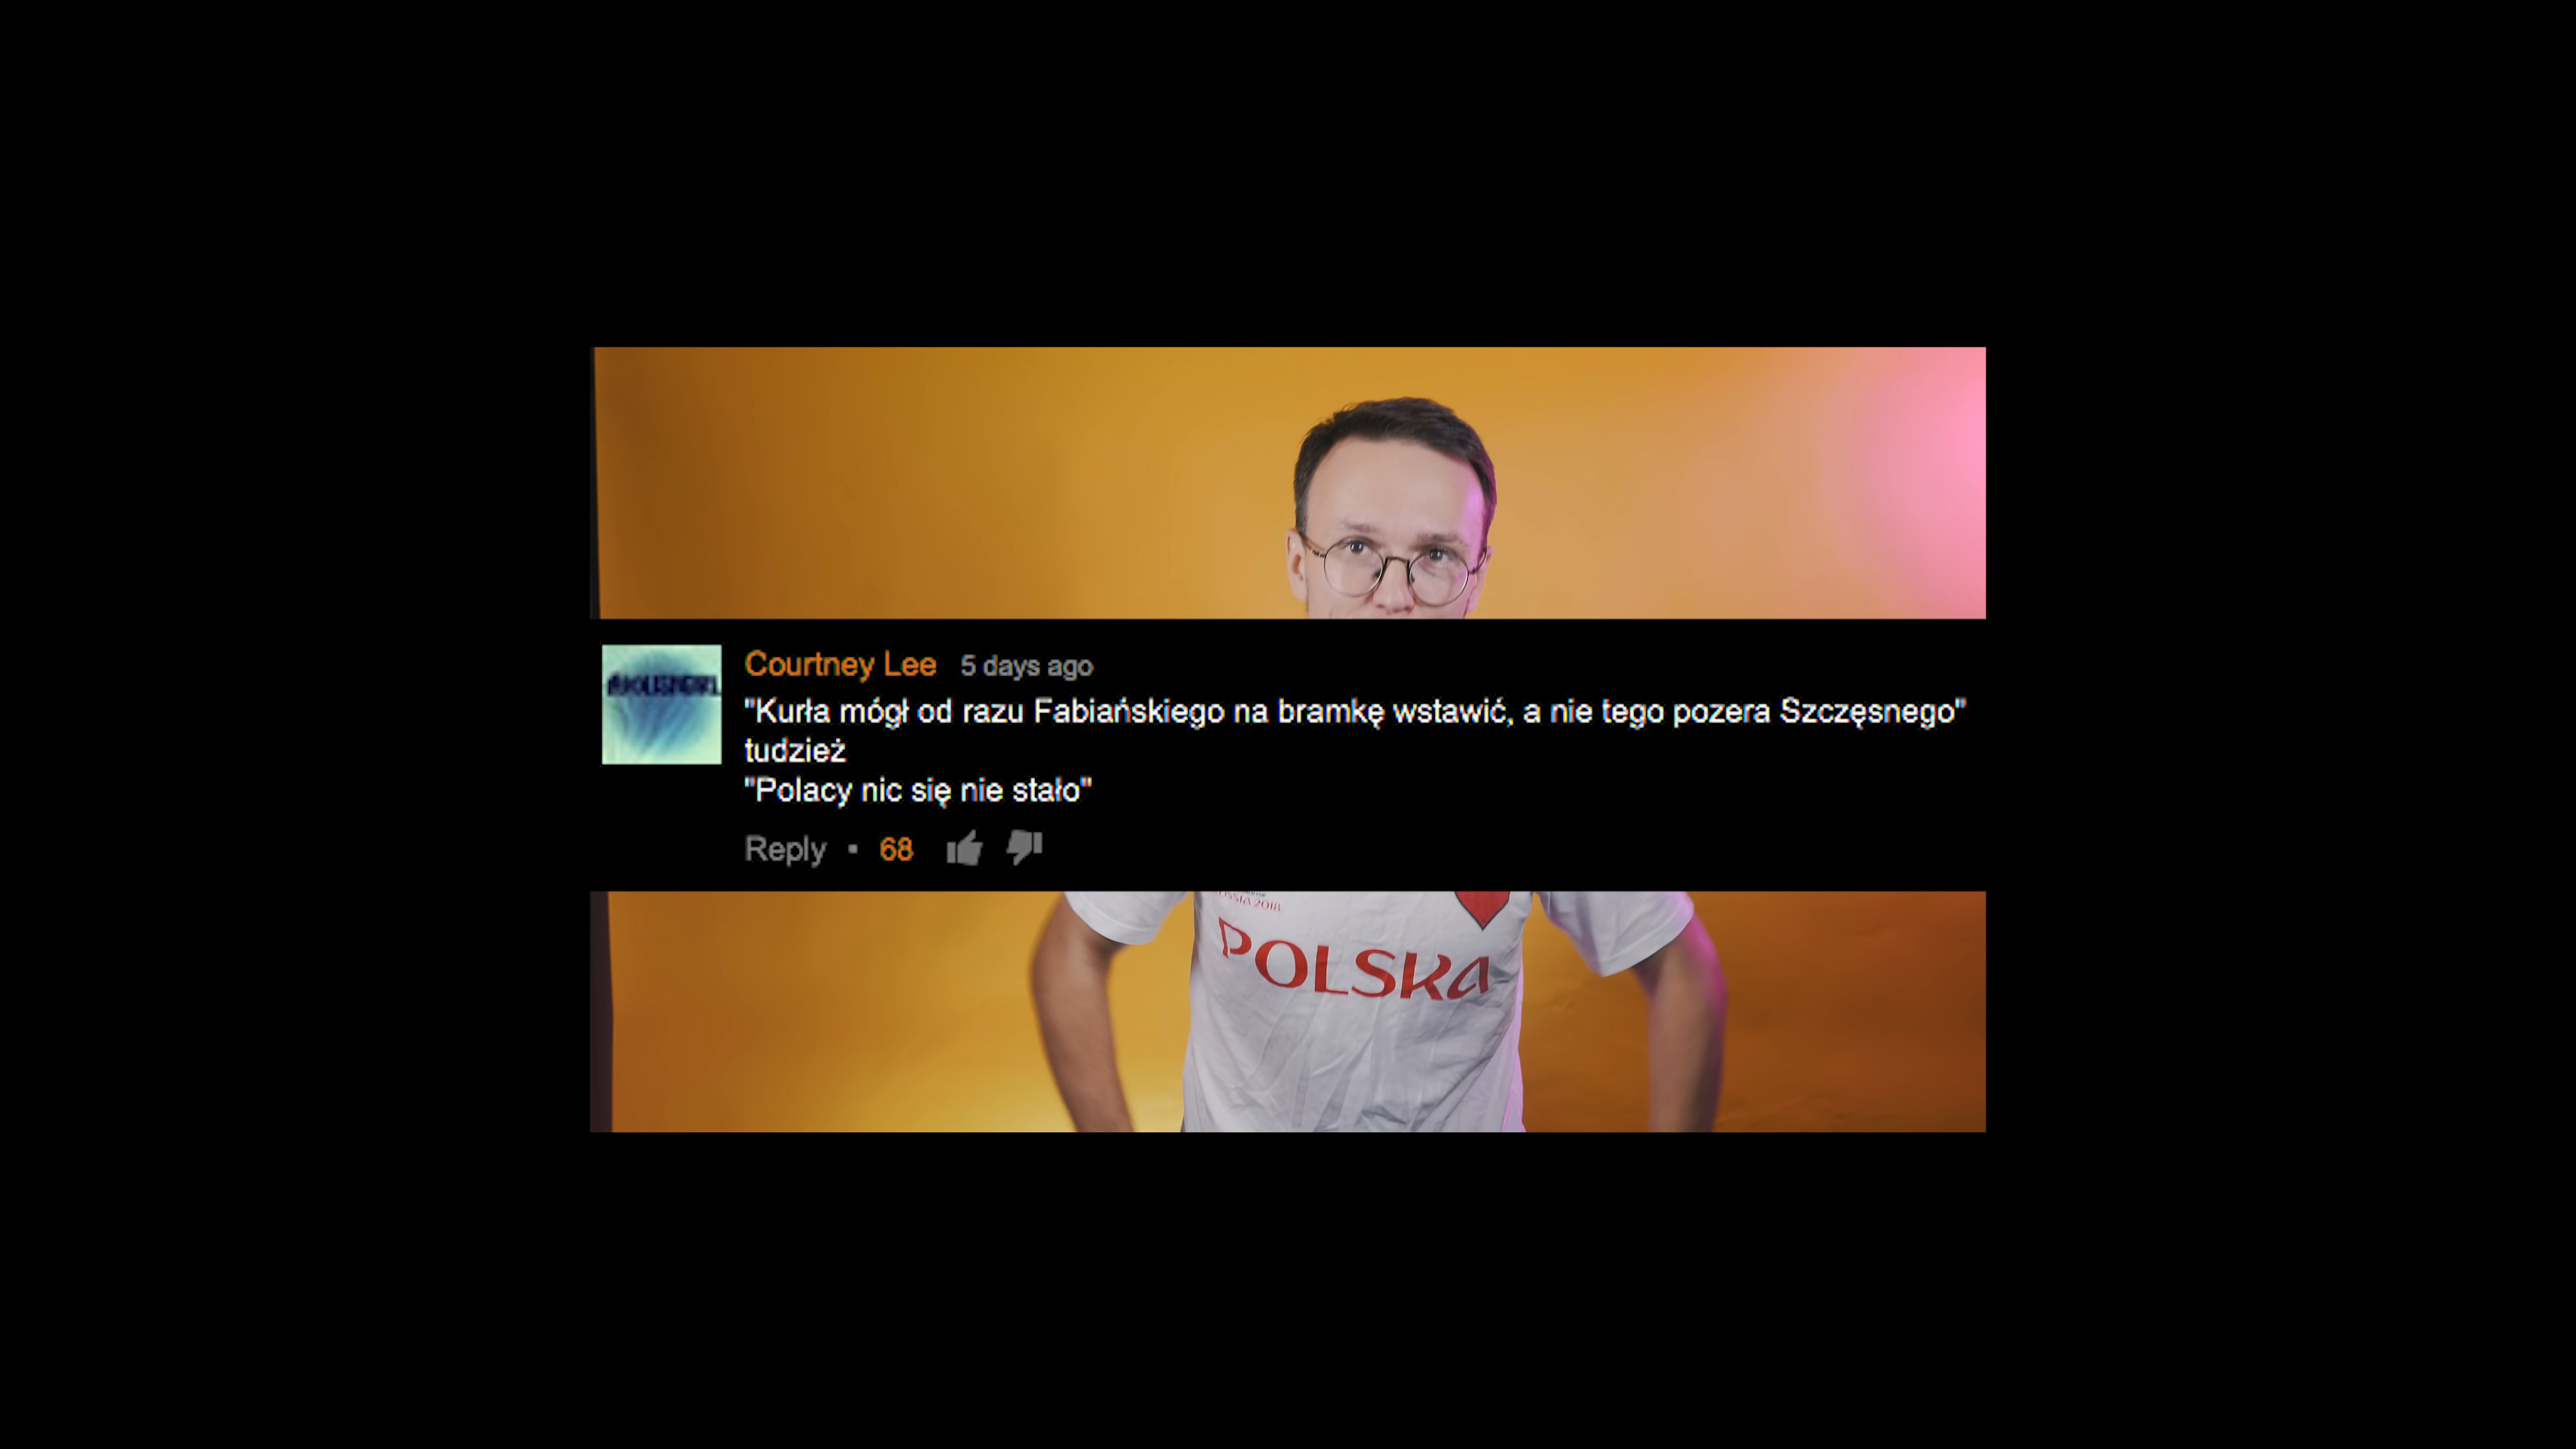 Courtney Lee 5 days ago
"Kurła mógł od razu Fabiańskiego na bramkę wstawić, a nie tego pozera Szczęsnego"
tudzież
"Polacy nic się nie stało"
Reply • 68
2018
POLSKA